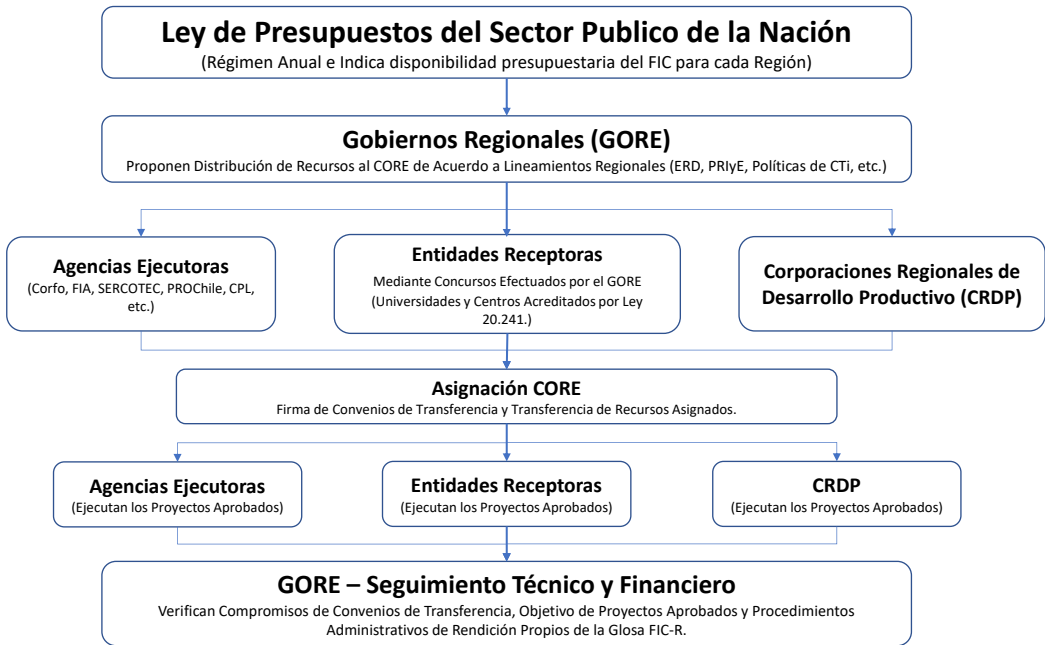 Ley de Presupuestos del Sector Publico de la Nación
(Régimen Anual e Indica disponibilidad presupuestaria del FIC para cada Región)
Gobiernos Regionales (GORE)
Proponen Distribución de Recursos al CORE de Acuerdo a Lineamientos Regionales (ERD, PRIyE, Políticas de CTi, etc.)
Agencias Ejecutoras
(Corfo, FIA, SERCOTEC, PROChile, CPL,
etc.)
Entidades Receptoras
Mediante Concursos Efectuados por el GORE
(Universidades y Centros Acreditados por Ley
20.241.)
Corporaciones Regionales de
Desarrollo Productivo (CRDP)
Asignación CORE
Firma de Convenios de Transferencia y Transferencia de Recursos Asignados.
Agencias Ejecutoras
(Ejecutan los Proyectos Aprobados)
Entidades Receptoras
(Ejecutan los Proyectos Aprobados)
CRDP
(Ejecutan los Proyectos Aprobados)
GORE – Seguimiento Técnico y Financiero
Verifican Compromisos de Convenios de Transferencia, Objetivo de Proyectos Aprobados y Procedimientos
Administrativos de Rendición Propios de la Glosa FIC-R.